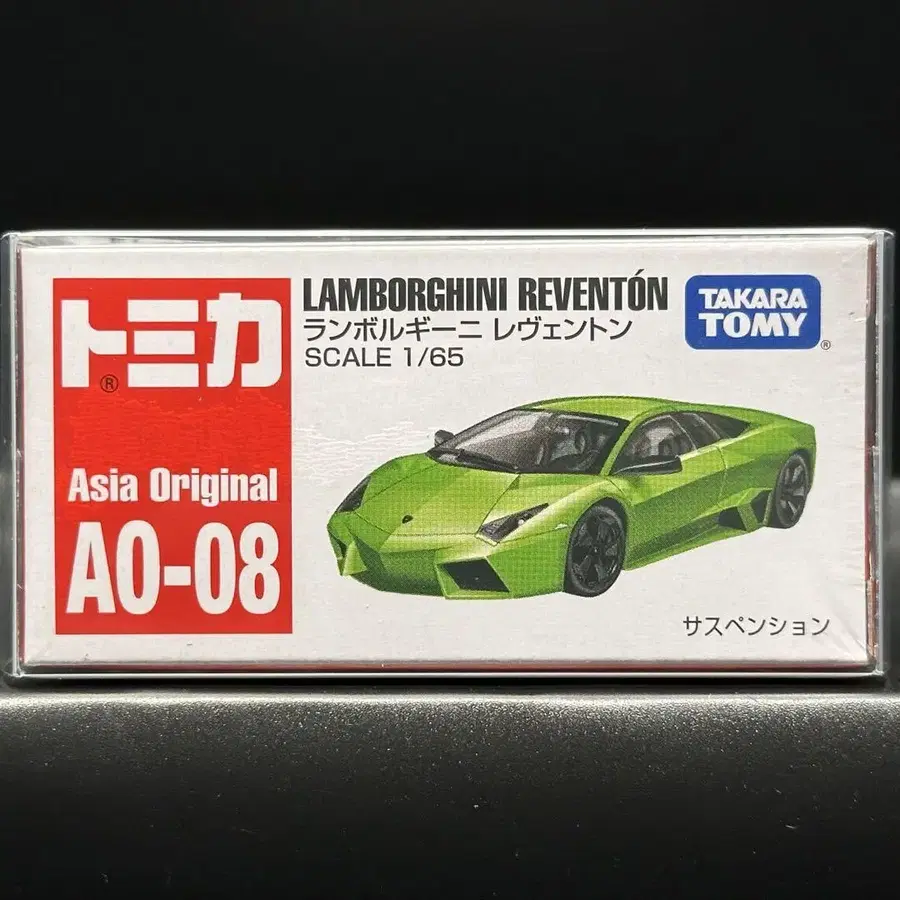 トミカ
®
Asia Original
AO-08
LAMBORGHINI REVENTÓN
ランボルギーニ レヴェントン
SCALE 1/65
TAKARA
TOMY
®
サスペンション